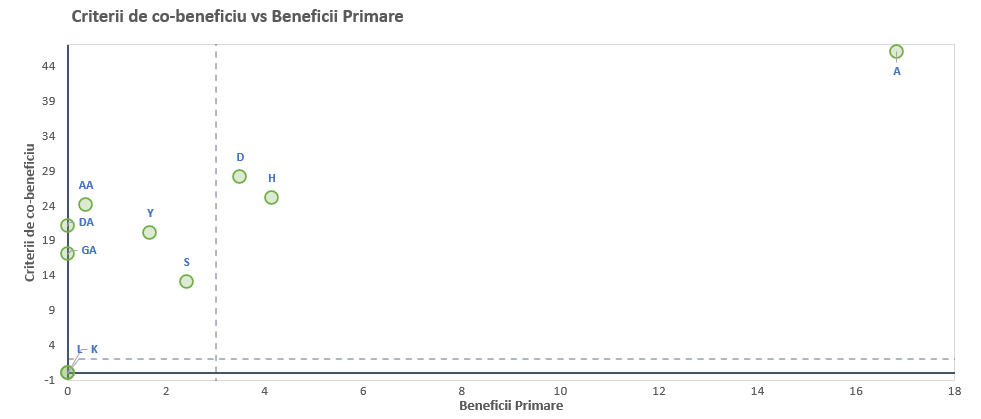 Criterii de co-beneficiu vs Beneficii Primare
44
A
39
34
D
29
H
AA
24
Y
DA
19
GA
S
14
9
4
L
K
-1
0
2
4
6
8
10
12
14
16
18
Criterii de co-beneficiu
Beneficii Primare